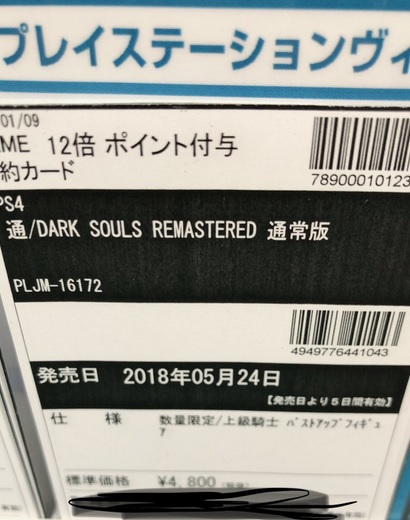 プレイステーションヴィ
01/09
ME 12倍 ポイント付与
約カード
78900010123
PS4
通/DARK SOULS REMASTERED 通常版
PLJM-16172
4949776441043
発売日 2018年05月24日
【発売日より5日間有効】
仕 様 数量限定/上級騎士 バストアップフィギュ
ア
標準価格 ¥4,800